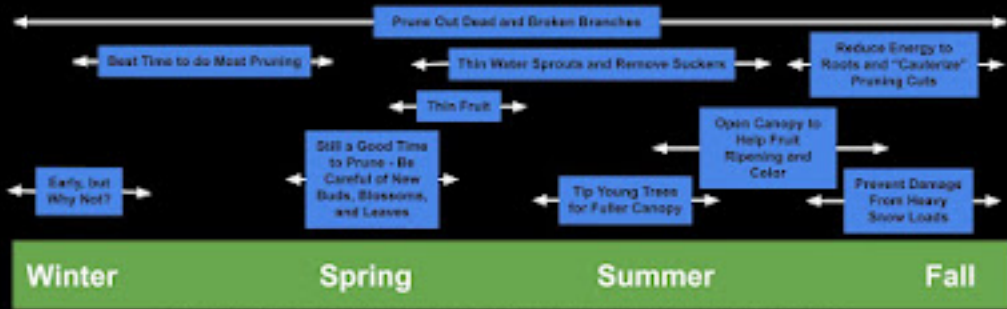 Prune Out Dead and Broken Branches
Best Time to do Most Pruning
Thin Water Sprouts and Remove Suckers
Reduce Energy to
Roots and "Cauterize"
Pruning Cuts
Thin Fruit
Open Canopy to
Help Fruit
Ripening and
Color
Still a Good Time
to Prune - Be
Careful of New
Buds, Blossoms,
and Leaves
Early, but
Why Not?
Tip Young Trees
for Fuller Canopy
Prevent Damage
From Heavy
Snow Loads
Winter
Spring
Summer
Fall